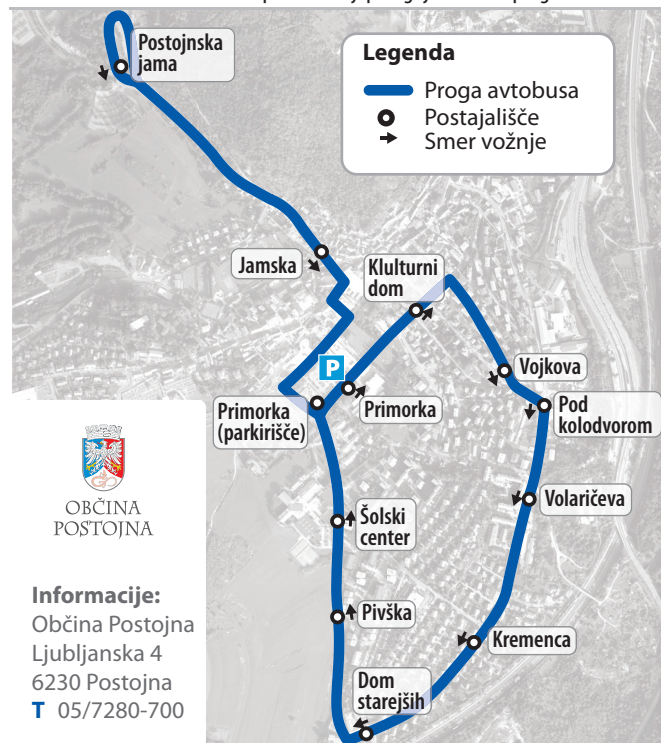 Postojnska
jama
Legenda
Proga avtobusa
Postajališče
Smer vožnje
Jamska
Klulturni
dom
P
Vojkova
Primorka
(parkirišče)
Primorka
Pod
kolodvorom
OBČINA
POSTOJNA
Šolski
center
Volaričeva
Informacije:
Občina Postojna
Ljubljanska 4
6230 Postojna
T 05/7280-700
Pivška
Kremenca
Dom
starejših